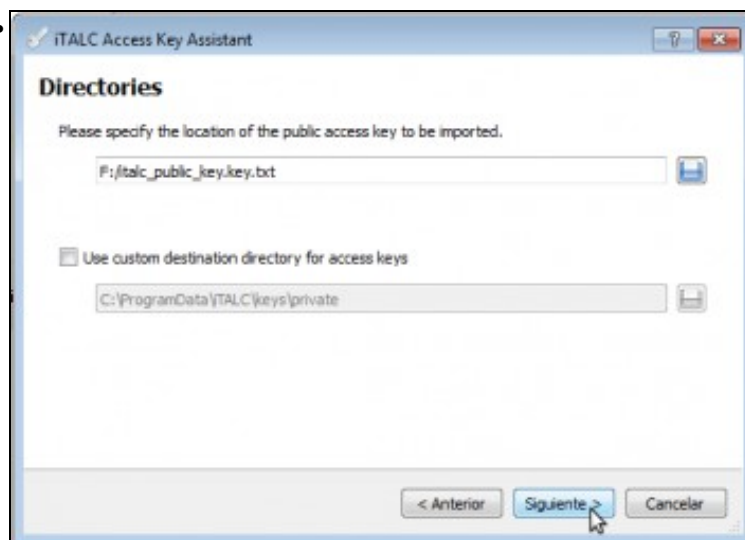 iTALC Access Key Assistant
Directories
Please specify the location of the public access key to be imported.
F:/italc_public_key.key.txt
Use custom destination directory for access keys
C:\ProgramData\iTALC\keys\private
< Anterior Siguiente > Cancelar